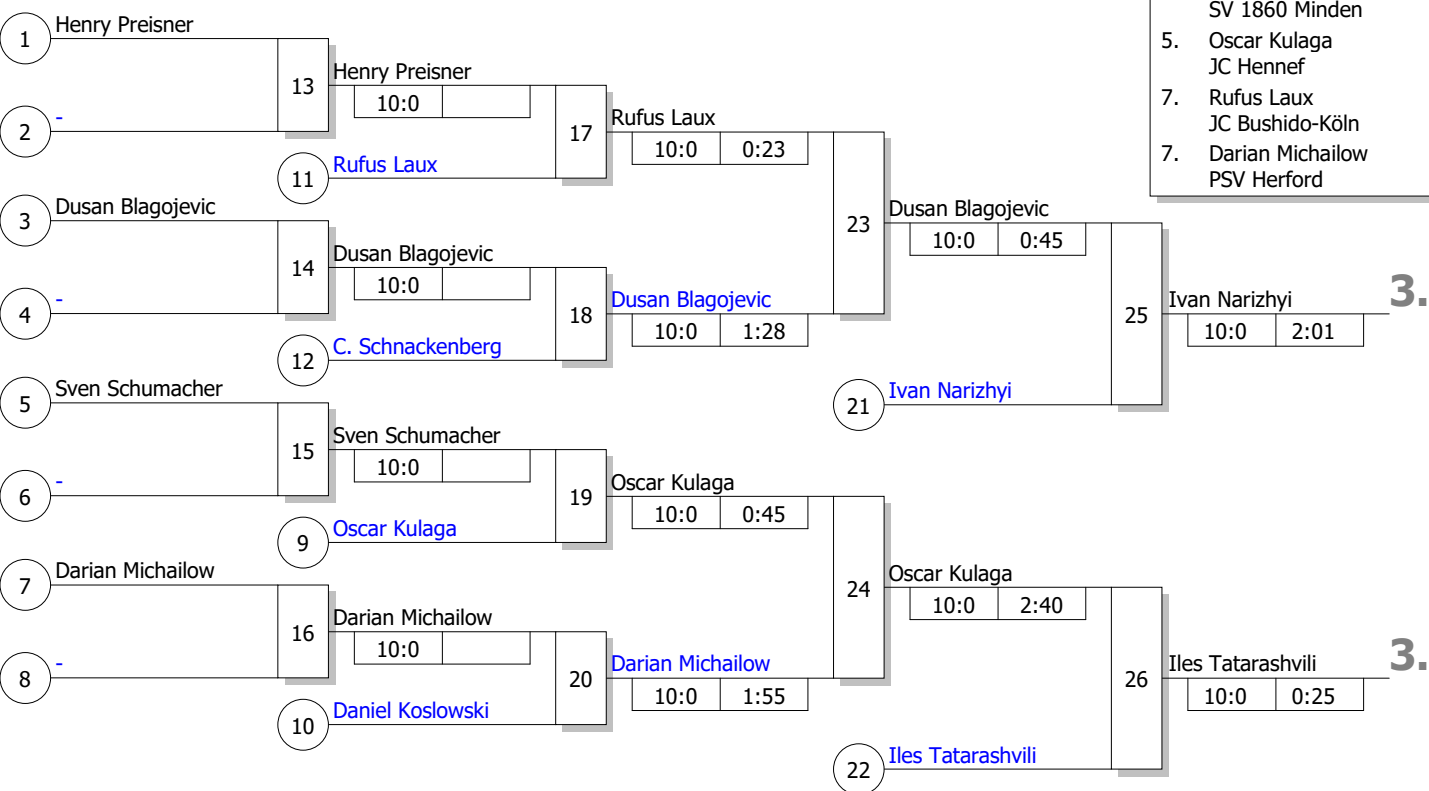 SV 1860 Minden
5. Oscar Kulaga
JC Hennef
7. Rufus Laux
JC Bushido-Köln
7. Darian Michailow
PSV Herford
1 Henry Preisner
2 -
13 Henry Preisner
10:0
11 Rufus Laux
17 Rufus Laux
10:0 0:23
3 Dusan Blagojevic
4 -
14 Dusan Blagojevic
10:0
12 C. Schnackenberg
18 Dusan Blagojevic
10:0 1:28
23 Dusan Blagojevic
10:0 0:45
21 Ivan Narizhyi
25 Ivan Narizhyi 3.
10:0 2:01
5 Sven Schumacher
6 -
15 Sven Schumacher
10:0
9 Oscar Kulaga
19 Oscar Kulaga
10:0 0:45
7 Darian Michailow
8 -
16 Darian Michailow
10:0
10 Daniel Koslowski
20 Darian Michailow
10:0 1:55
24 Oscar Kulaga
10:0 2:40
22 Iles Tatarashvili
26 Iles Tatarashvili 3.
10:0 0:25